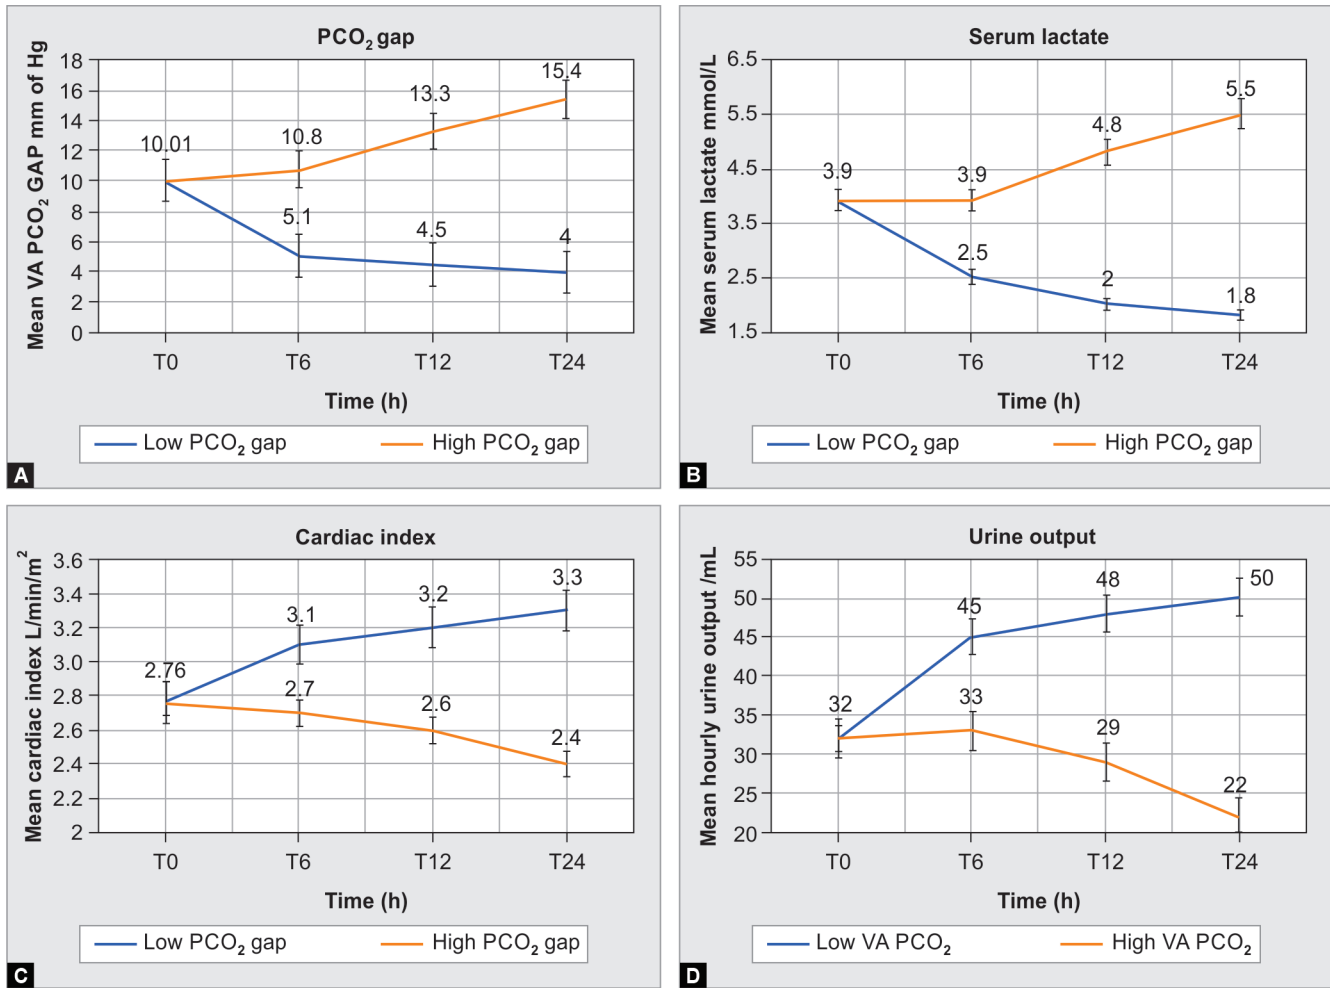 PCO₂ gap
Mean VA PCO₂ GAP mm of Hg
18
16
14
12
10
8
6
4
2
0
10.01
10.8
13.3
15.4
5.1
4.5
4
T0 T6 T12 T24
Time (h)
Low PCO₂ gap High PCO₂ gap
A
Serum lactate
Mean serum lactate mmol/L
6.5
5.5
4.5
3.5
2.5
1.5
3.9
3.9
4.8
5.5
2.5
2
1.8
T0 T6 T12 T24
Time (h)
Low PCO₂ gap High PCO₂ gap
B
Cardiac index
Mean cardiac index L/min/m²
3.6
3.4
3.2
3.0
2.8
2.6
2.4
2.2
2
2.76
3.1
3.2
3.3
2.7
2.6
2.4
T0 T6 T12 T24
Time (h)
Low PCO₂ gap High PCO₂ gap
C
Urine output
Mean hourly urine output /mL
55
50
45
40
35
30
25
20
32
45
48
50
33
29
22
T0 T6 T12 T24
Time (h)
Low VA PCO₂ High VA PCO₂
D